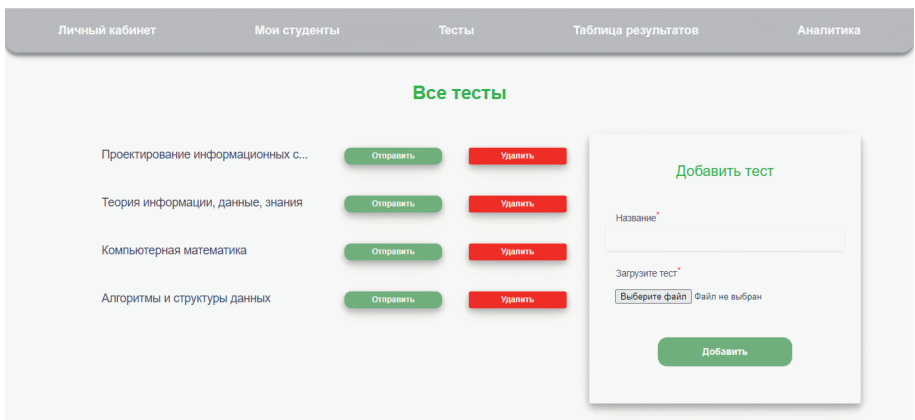 Личный кабинет Мои студенты Тесты Таблица результатов Аналитика
Все тесты
Проектирование информационных с... Отправить Удалить
Теория информации, данные, знания Отправить Удалить
Компьютерная математика Отправить Удалить
Алгоритмы и структуры данных Отправить Удалить
Добавить тест
Название*
Загрузите тест*
Выберите файл Файл не выбран
Добавить